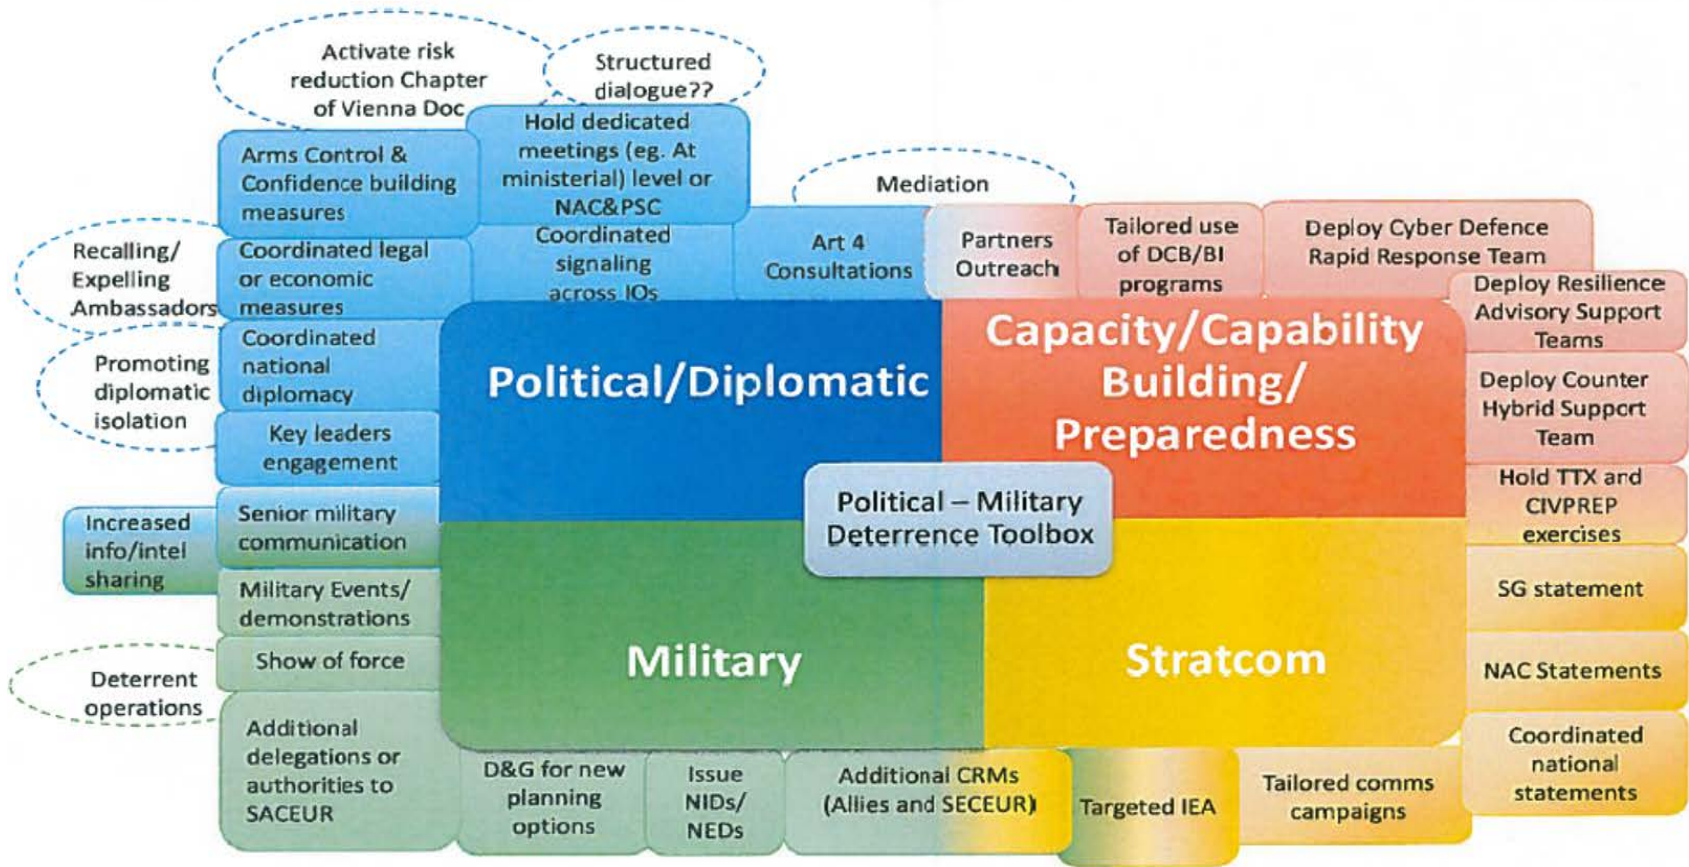 Activate risk
reduction Chapter
of Vienna Doc
Structured
dialogue??
Arms Control &
Confidence building
measures
Hold dedicated
meetings (eg. At
ministerial) level or
NAC&PSC
Mediation
Recalling/
Expelling
Ambassadors
Coordinated legal
or economic
measures
Coordinated
signaling
across IOs
Art 4
Consultations
Partners
Outreach
Tailored use
of DCB/BI
programs
Deploy Cyber Defence
Rapid Response Team
Deploy Resilience
Advisory Support
Teams
Promoting
diplomatic
isolation
Coordinated
national
diplomacy
Political/Diplomatic
Capacity/Capability
Building/
Preparedness
Deploy Counter
Hybrid Support
Team
Key leaders
engagement
Hold TTX and
CIVPREP
exercises
Political – Military
Deterrence Toolbox
Increased
info/intel
sharing
Senior military
communication
Military Events/
demonstrations
SG statement
Show of force
Military
Stratcom
NAC Statements
Deterrent
operations
Additional
delegations or
authorities to
SACEUR
D&G for new
planning
options
Issue
NIDs/
NEDs
Additional CRMs
(Allies and SECEUR)
Targeted IEA
Tailored comms
campaigns
Coordinated
national
statements